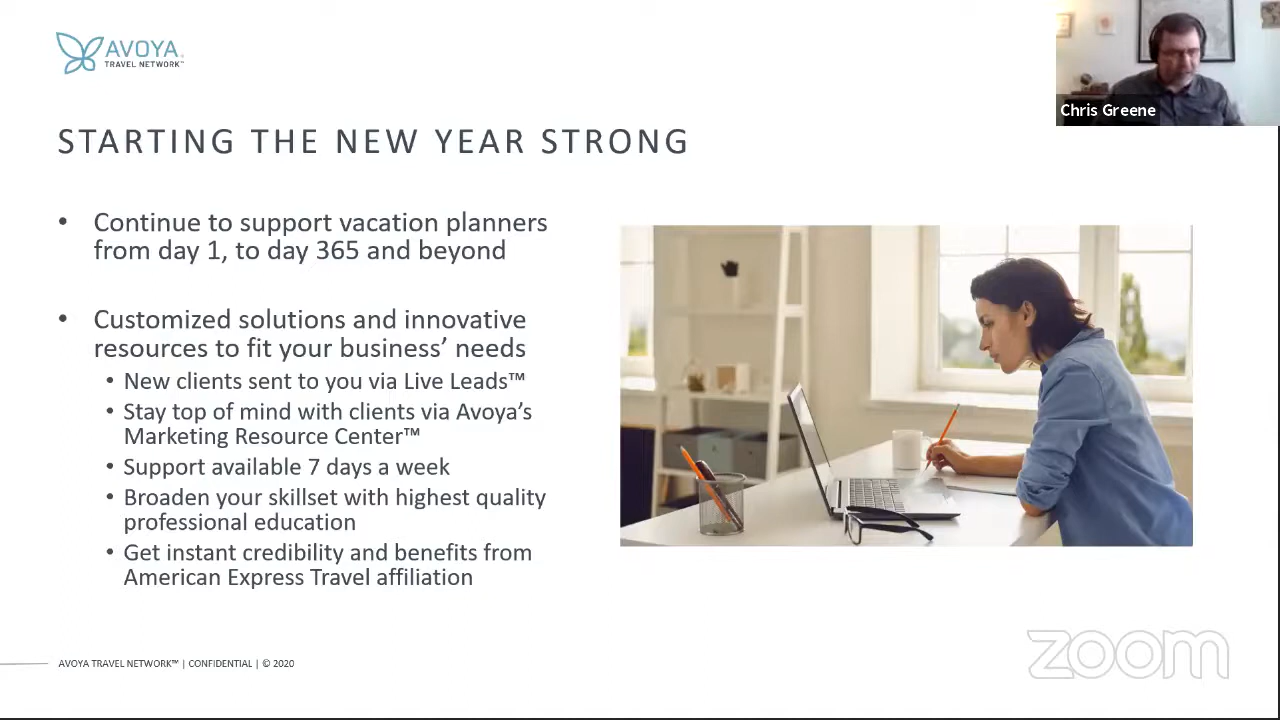 AVOYA
TRAVEL NETWORK™
Chris Greene
STARTING THE NEW YEAR STRONG
• Continue to support vacation planners
from day 1, to day 365 and beyond
• Customized solutions and innovative
resources to fit your business’ needs
• New clients sent to you via Live Leads™
• Stay top of mind with clients via Avoya’s
Marketing Resource Center™
• Support available 7 days a week
• Broaden your skillset with highest quality
professional education
• Get instant credibility and benefits from
American Express Travel affiliation
AVOYA TRAVEL NETWORK™ | CONFIDENTIAL | © 2020
zoom